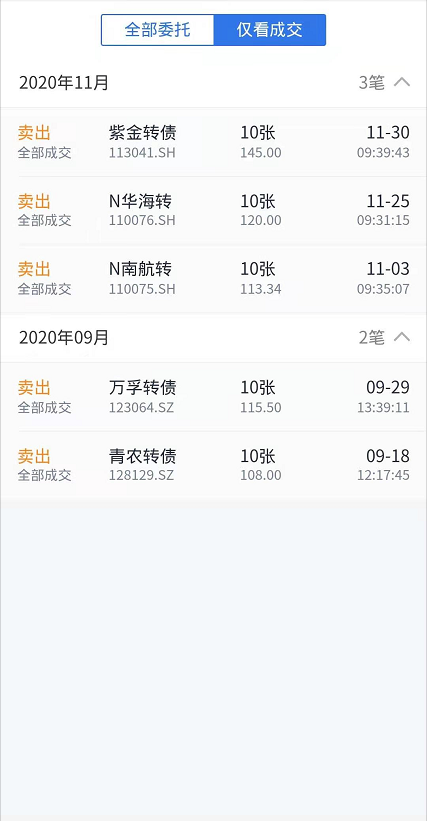 全部委托 仅看成交
2020年11月 3笔
卖出 紫金转债 10张 11-30
全部成交 113041.SH 145.00 09:39:43
卖出 N华海转 10张 11-25
全部成交 110076.SH 120.00 09:31:15
卖出 N南航转 10张 11-03
全部成交 110075.SH 113.34 09:35:07
2020年09月 2笔
卖出 万孚转债 10张 09-29
全部成交 123064.SZ 115.50 13:39:11
卖出 青农转债 10张 09-18
全部成交 128129.SZ 108.00 12:17:45